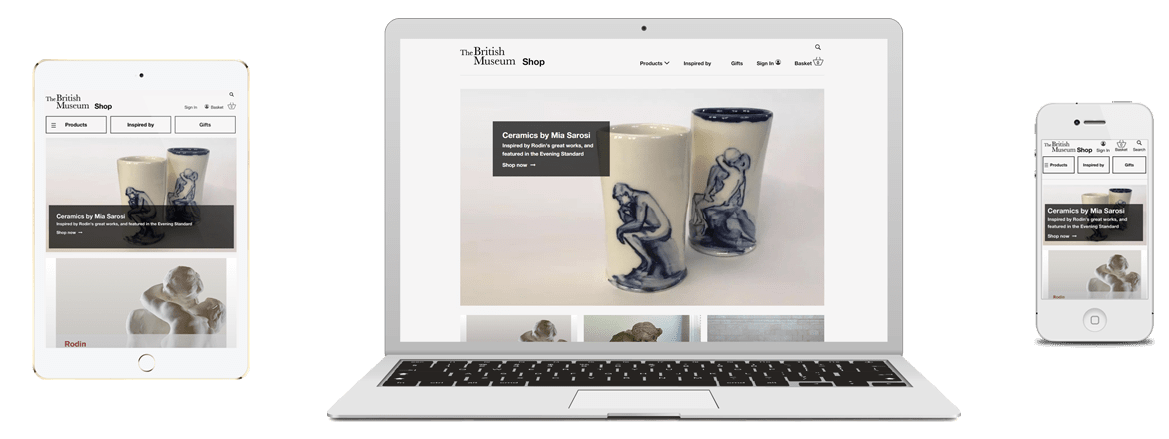 The British
Museum Shop
Sign In Basket 0
Products Inspired by Gifts
Ceramics by Mia Sarosi
Inspired by Rodin's great works, and featured in the Evening Standard
Shop now →
Rodin
The British
Museum Shop
Products Inspired by Gifts Sign In Basket 0
Ceramics by Mia Sarosi
Inspired by Rodin's great works, and
featured in the Evening Standard
Shop now →
The British
Museum Shop
Sign In Basket Search
Products Inspired by Gifts
Ceramics by Mia Sarosi
Inspired by Rodin's great works, and
featured in the Evening Standard
Shop now →
Rodin